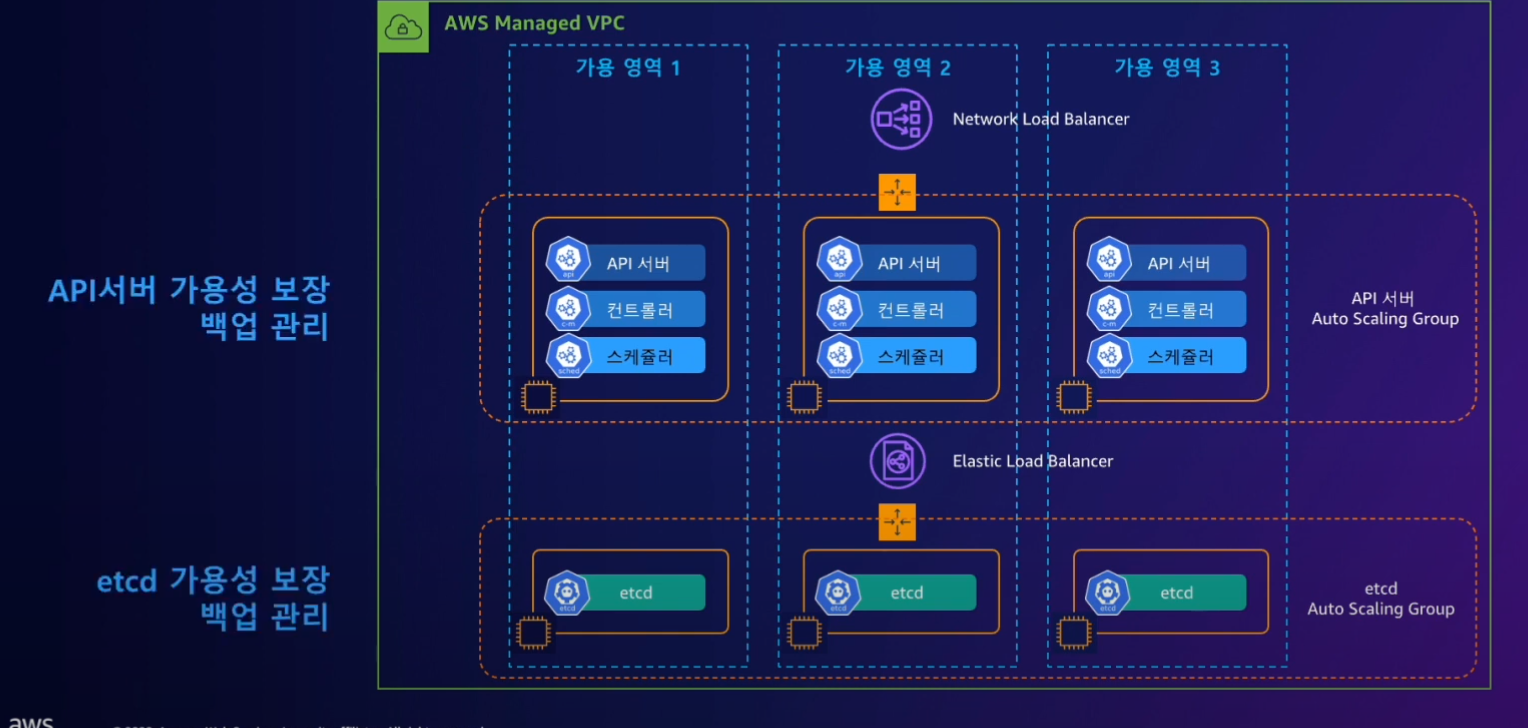 AWS Managed VPC
가용 영역 1
가용 영역 2
가용 영역 3
Network Load Balancer
API서버 가용성 보장
백업 관리
api
API 서버
c-m
컨트롤러
sched
스케쥴러
api
API 서버
c-m
컨트롤러
sched
스케쥴러
api
API 서버
c-m
컨트롤러
sched
스케쥴러
API 서버
Auto Scaling Group
Elastic Load Balancer
etcd 가용성 보장
백업 관리
etcd
etcd
etcd
etcd
etcd
etcd
etcd
Auto Scaling Group
aws